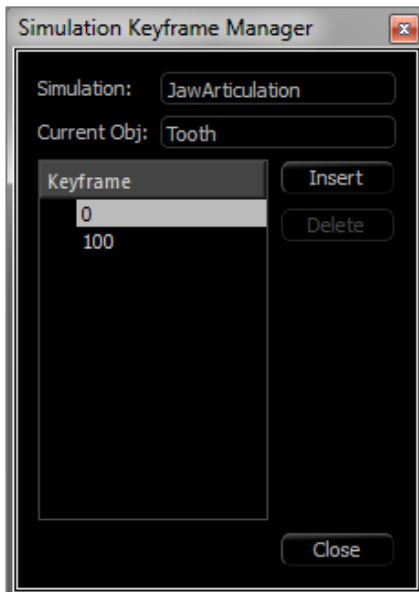 Simulation Keyframe Manager
Simulation: JawArticulation
Current Obj: Tooth
Keyframe
Insert
0
Delete
100
Close